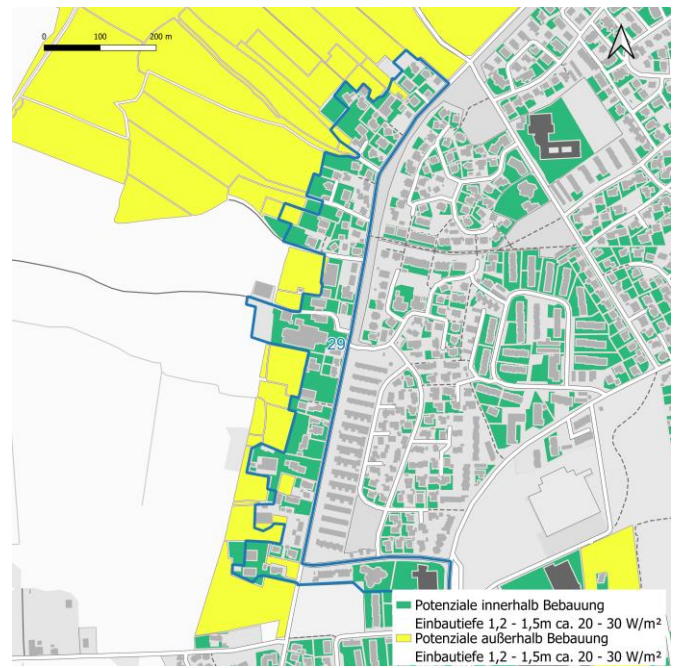 0 100 200 m
29
Potenziale innerhalb Bebauung
Einbautiefe 1,2 - 1,5m ca. 20 - 30 W/m²
Potenziale außerhalb Bebauung
Einbautiefe 1,2 - 1,5m ca. 20 - 30 W/m²